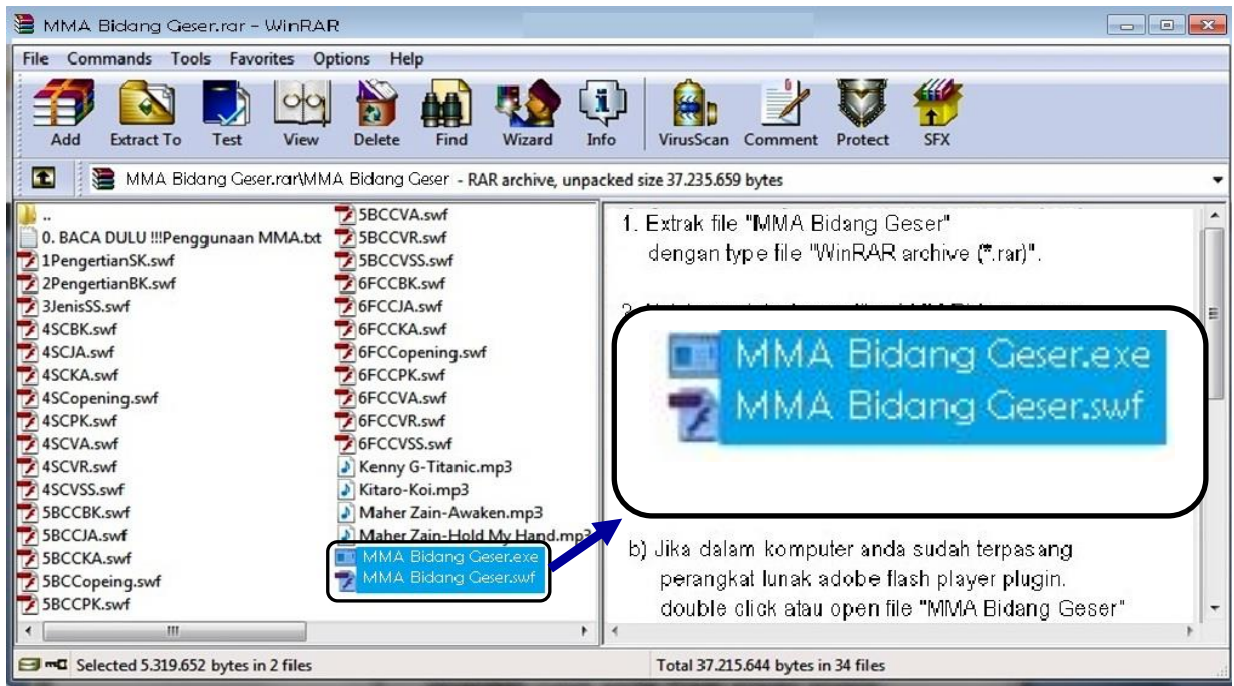 MMA Bidang Geser.rar - WinRAR
File Commands Tools Favorites Options Help
Add Extract To Test View Delete Find Wizard Info VirusScan Comment Protect SFX
MMA Bidang Geser.rar\MMA Bidang Geser - RAR archive, unpacked size 37.235.659 bytes
..
0. BACA DULU !!!Penggunaan MMA.txt
1PengertianSK.swf
2PengertianBK.swf
3JenisSS.swf
4SCBK.swf
4SCJA.swf
4SCKA.swf
4SCopening.swf
4SCPK.swf
4SCVA.swf
4SCVR.swf
4SCVSS.swf
5BCCBK.swf
5BCCJA.swf
5BCCKA.swf
5BCCopeing.swf
5BCCPK.swf
5BCCVA.swf
5BCCVR.swf
5BCCVSS.swf
6FCCBK.swf
6FCCJA.swf
6FCCKA.swf
6FCCopening.swf
6FCCPK.swf
6FCCVA.swf
6FCCVR.swf
6FCCVSS.swf
Kenny G-Titanic.mp3
Kitaro-Koi.mp3
Maher Zain-Awaken.mp3
Maher Zain-Hold My Hand.mp3
MMA Bidang Geser.exe
MMA Bidang Geser.swf
1. Extrak file "MMA Bidang Geser"
dengan type file "WinRAR archive (*.rar)".
MMA Bidang Geser.exe
MMA Bidang Geser.swf
b) Jika dalam komputer anda sudah terpasang
perangkat lunak adobe flash player plugin.
double click atau open file "MMA Bidang Geser"
Selected 5.319.652 bytes in 2 files
Total 37.215.644 bytes in 34 files